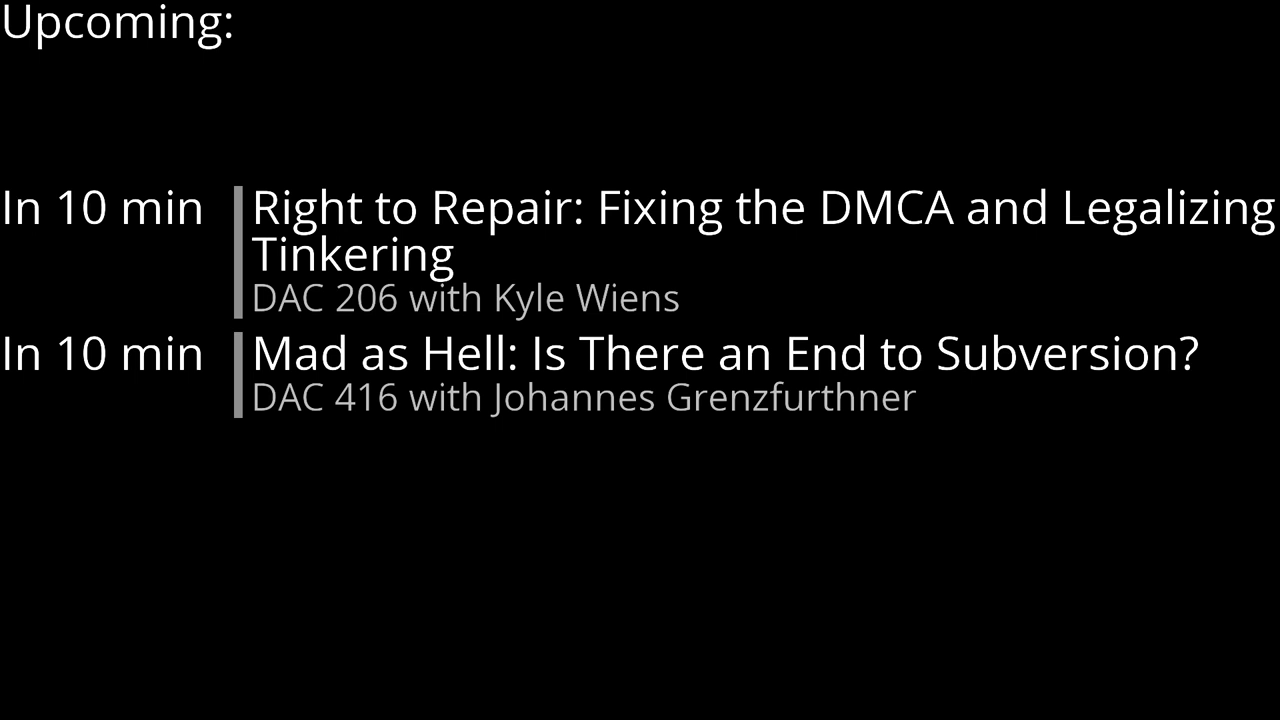 Upcoming:
In 10 min
Right to Repair: Fixing the DMCA and Legalizing
Tinkering
DAC 206 with Kyle Wiens
In 10 min
Mad as Hell: Is There an End to Subversion?
DAC 416 with Johannes Grenzfurthner